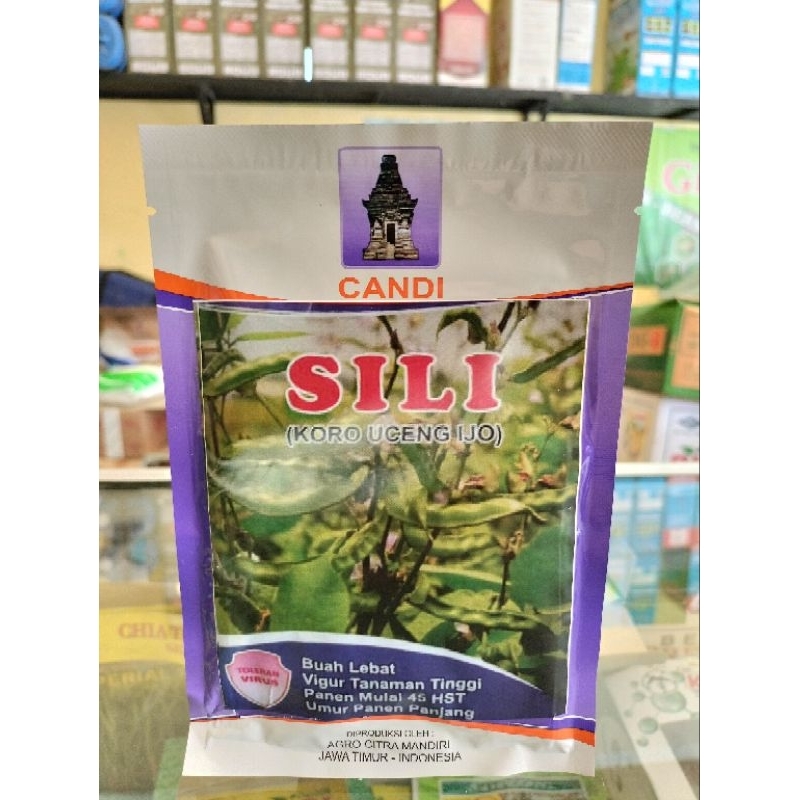 CANDI
SILI
(KORO UCENG IJO)
TOLERAN
VIRUS
Buah Lebat
Vigur Tanaman Tinggi
Panen Mulai 45 HST
Umur Panen Panjang
DIPRODUKSI OLEH :
AGRO CITRA MANDIRI
JAWA TIMUR - INDONESIA